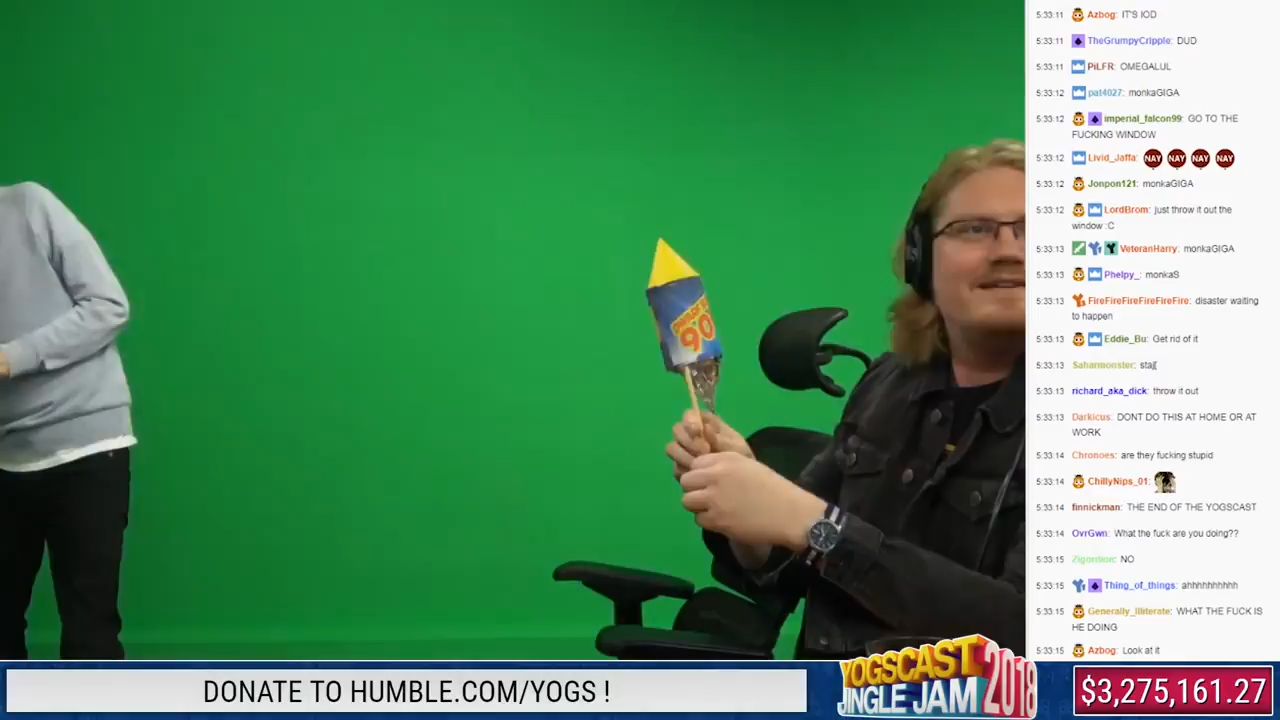 5:33:11 Azbog: IT'S IOD
5:33:11 TheGrumpyCripple: DUD
5:33:11 PiLFR: OMEGALUL
5:33:12 pat4027: monkaGIGA
5:33:12 imperial_falcon99: GO TO THE
FUCKING WINDOW
5:33:12 Livid_Jaffa: NAY NAY NAY NAY
5:33:12 Jonpon121: monkaGIGA
5:33:12 LordBrom: just throw it out the
window :C
5:33:13 VeteranHarry: monkaGIGA
5:33:13 Phelpy_: monkaS
5:33:13 FireFireFireFireFireFire: disaster waiting
to happen
5:33:13 Eddie_Bu: Get rid of it
5:33:13 Saharmonster: staj[
5:33:13 richard_aka_dick: throw it out
5:33:13 Darkicus: DONT DO THIS AT HOME OR AT
WORK
5:33:14 Chronoes: are they fucking stupid
5:33:14 ChillyNips_01:
5:33:14 finnickman: THE END OF THE YOGSCAST
5:33:14 OvrGwn: What the fuck are you doing??
5:33:15 Zigontion: NO
5:33:15 Thing_of_things: ahhhhhhhhhh
5:33:15 Generally_Illiterate: WHAT THE FUCK IS
HE DOING
5:33:15 Azbog: Look at it
90
DONATE TO HUMBLE.COM/YOGS !
YOGSCAST
JINGLE JAM 2018
$3,275,161.27